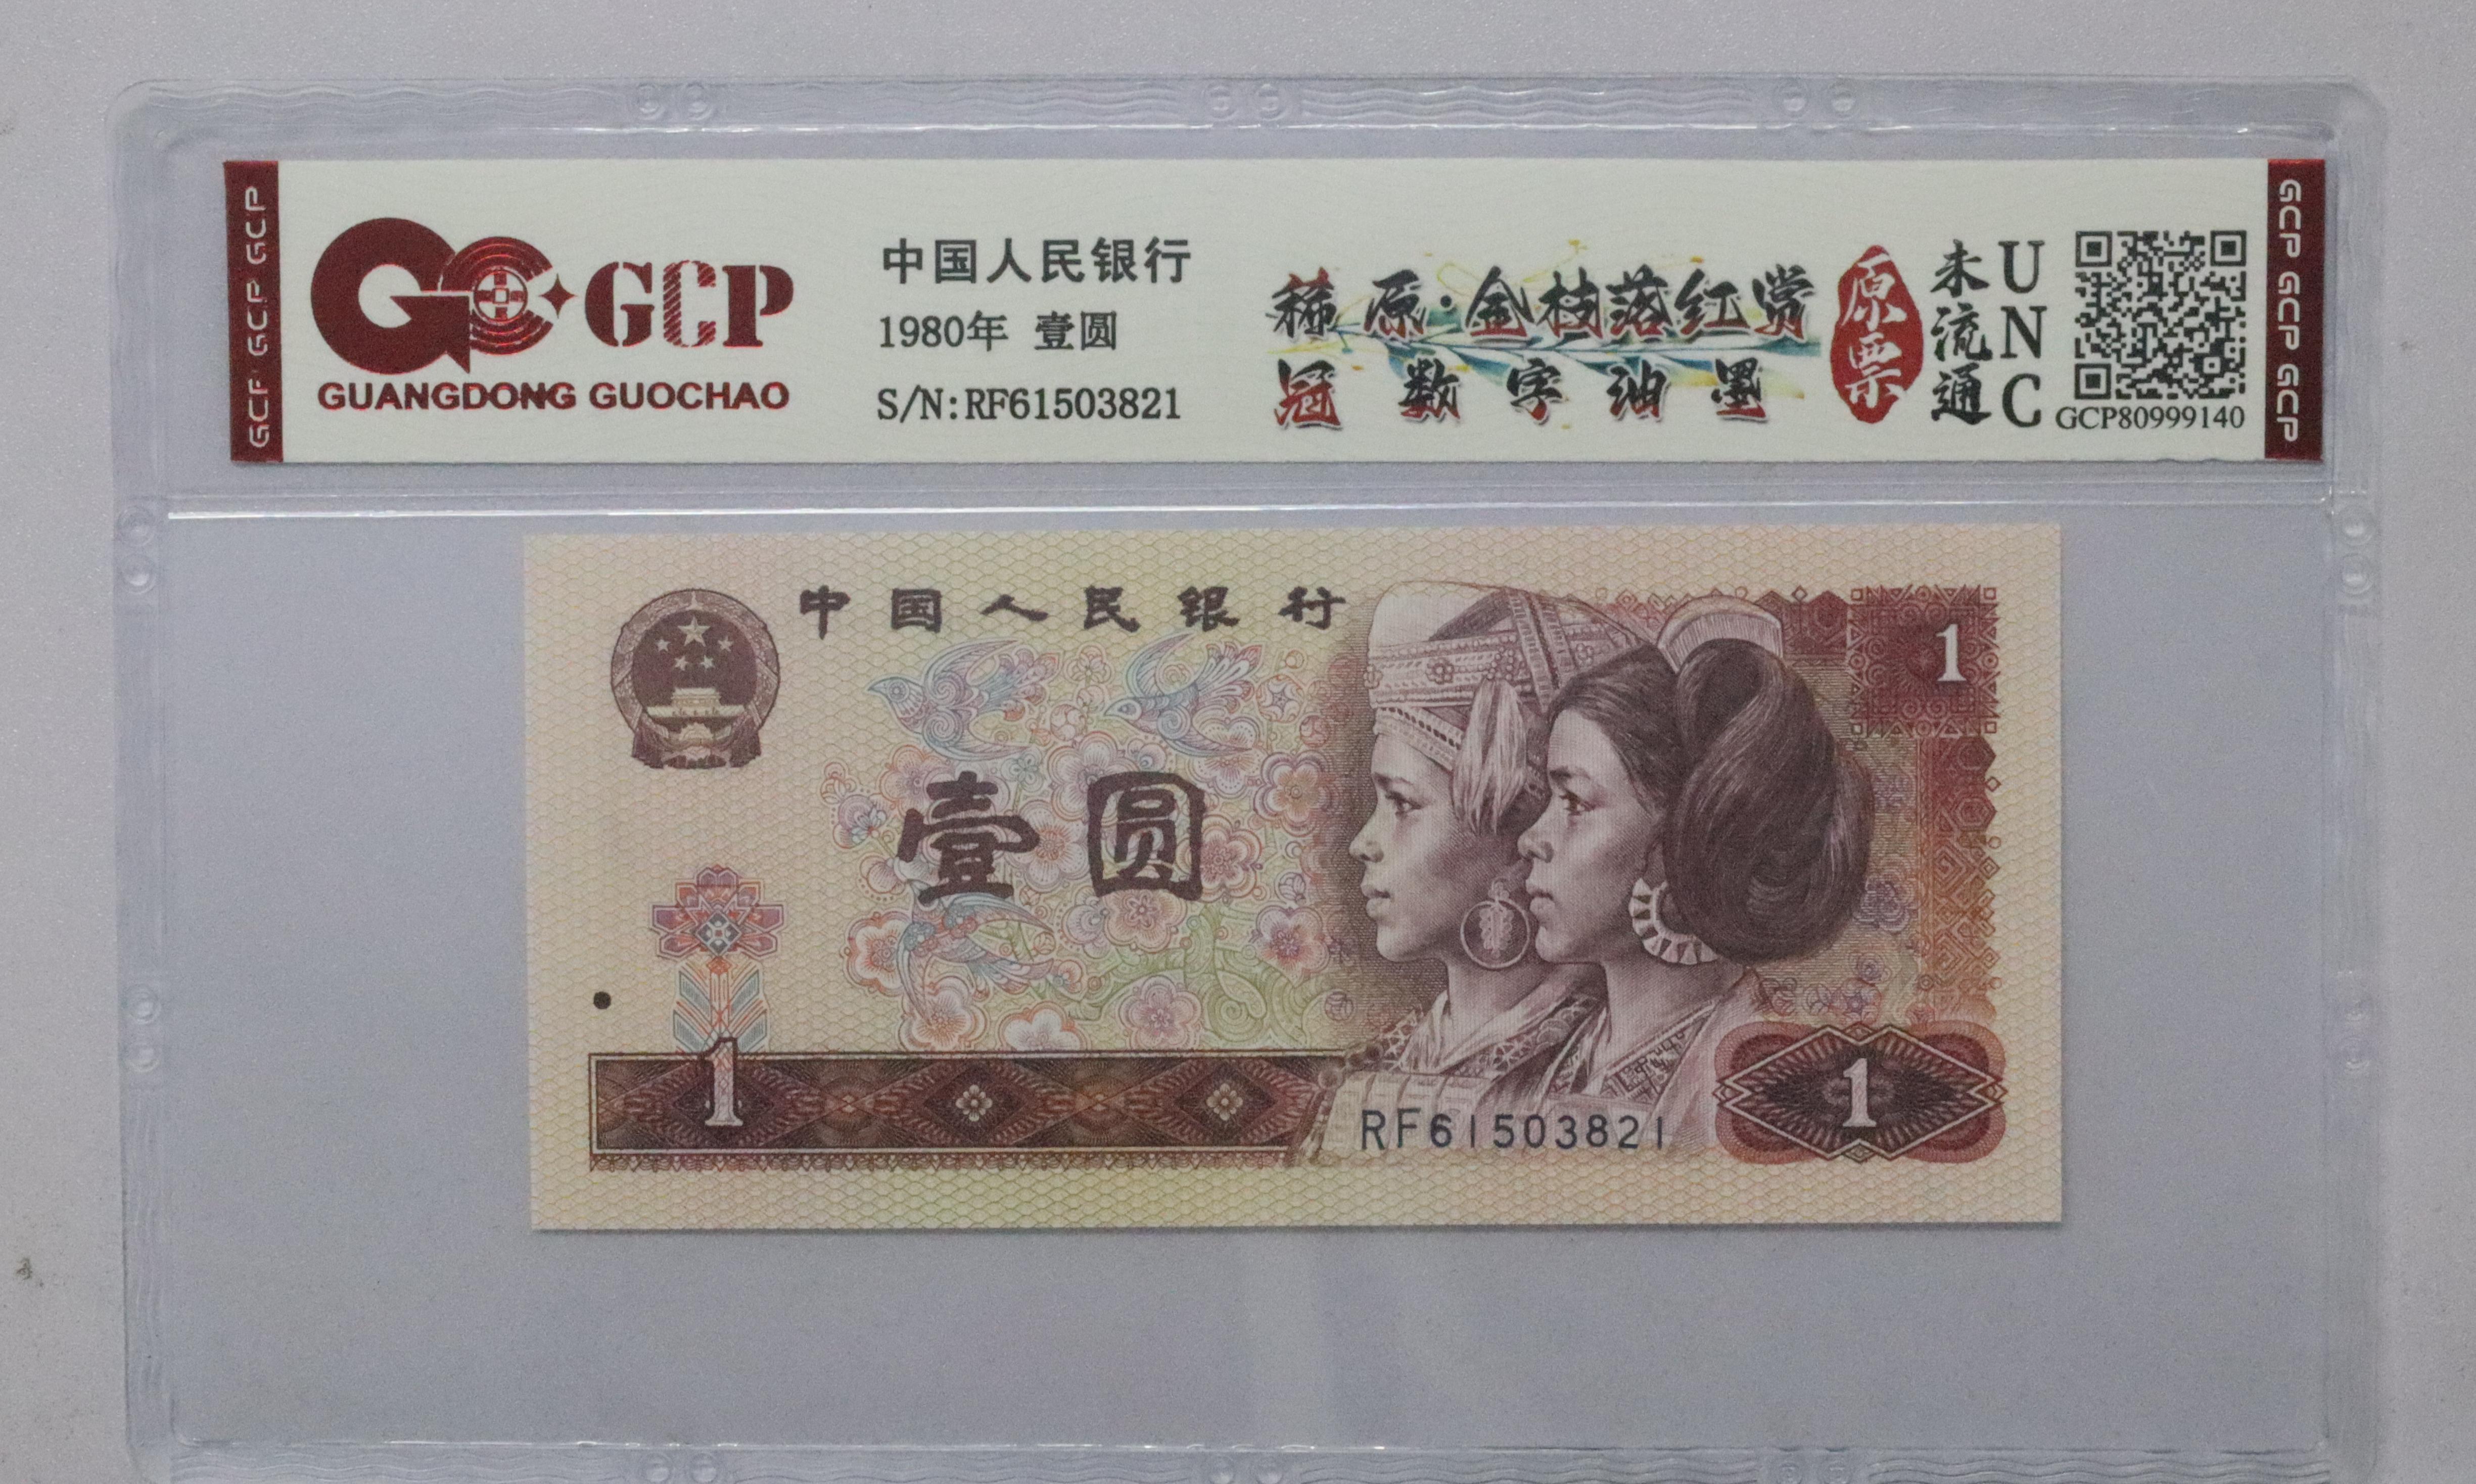 GCP GCP GCP
GCP
GUANGDONG GUOCHAO
中国人民银行
1980年 壹圆
S/N:RF61503821
稀原·金枝落红赏
冠数字油墨
原票
未流通
UNC
GCP80999140
GCP GCP GCP
中国人民银行
1
壹圆
1
RF61503821
1